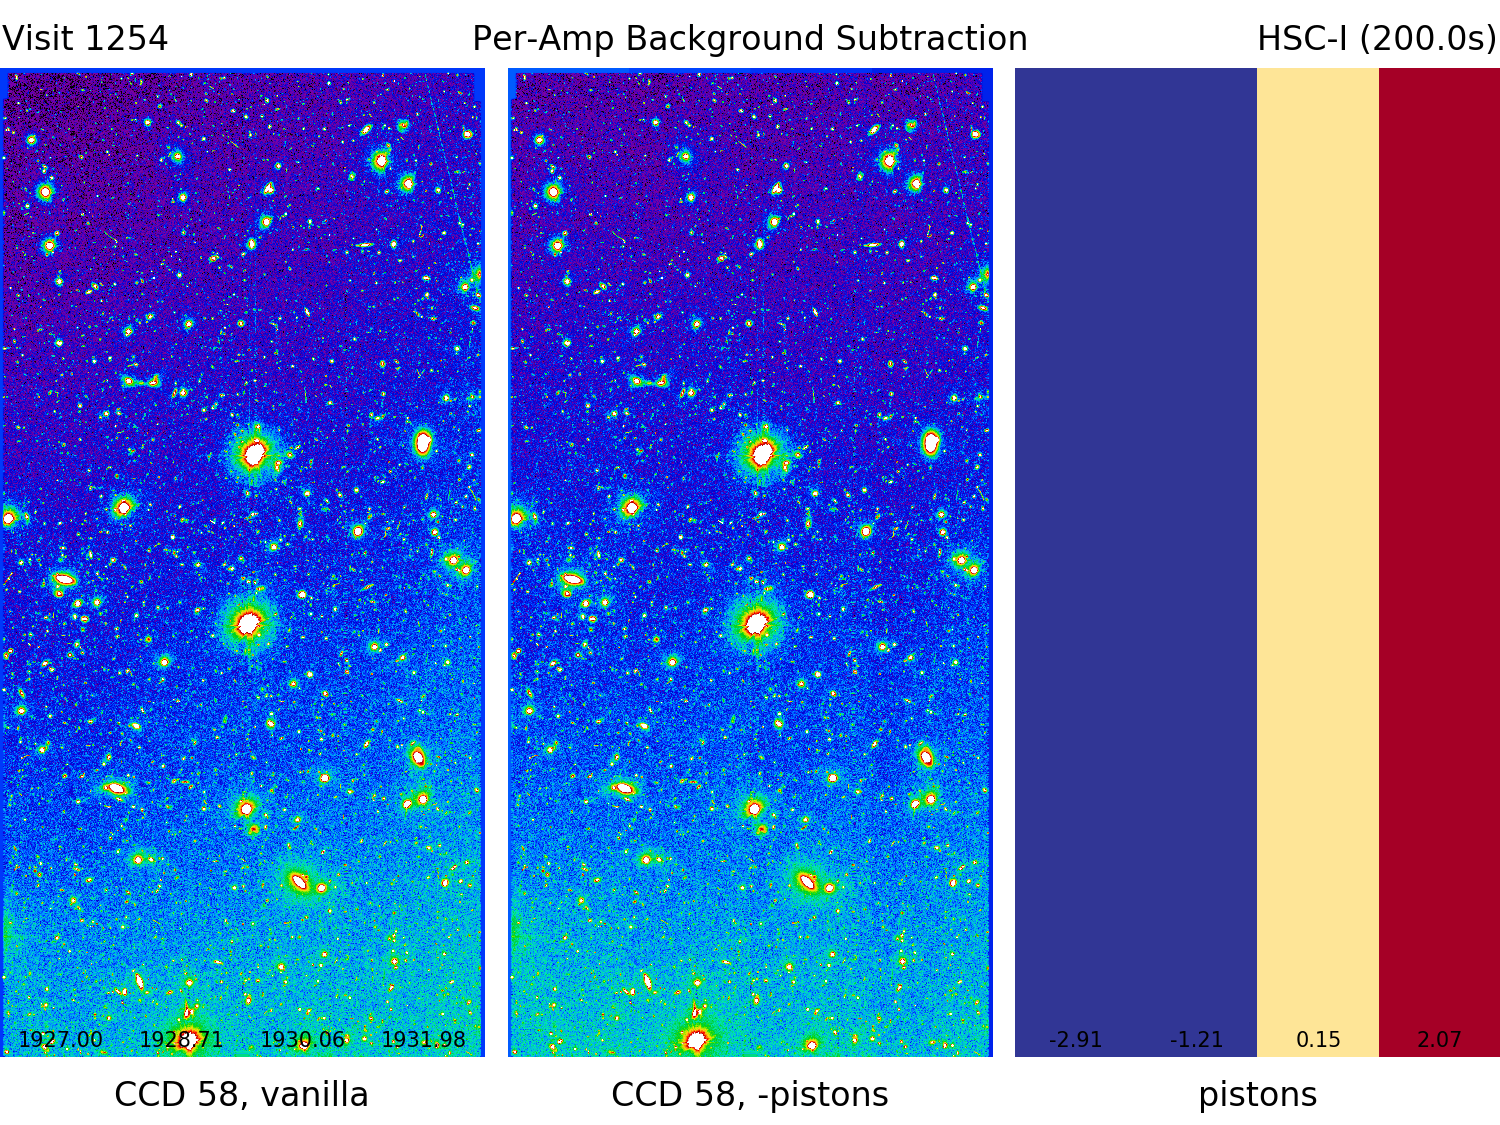 Visit 1254 Per-Amp Background Subtraction HSC-I (200.0s)
1927.00 1928.71 1930.06 1931.98 -2.91 -1.21 0.15 2.07
CCD 58, vanilla CCD 58, -pistons pistons